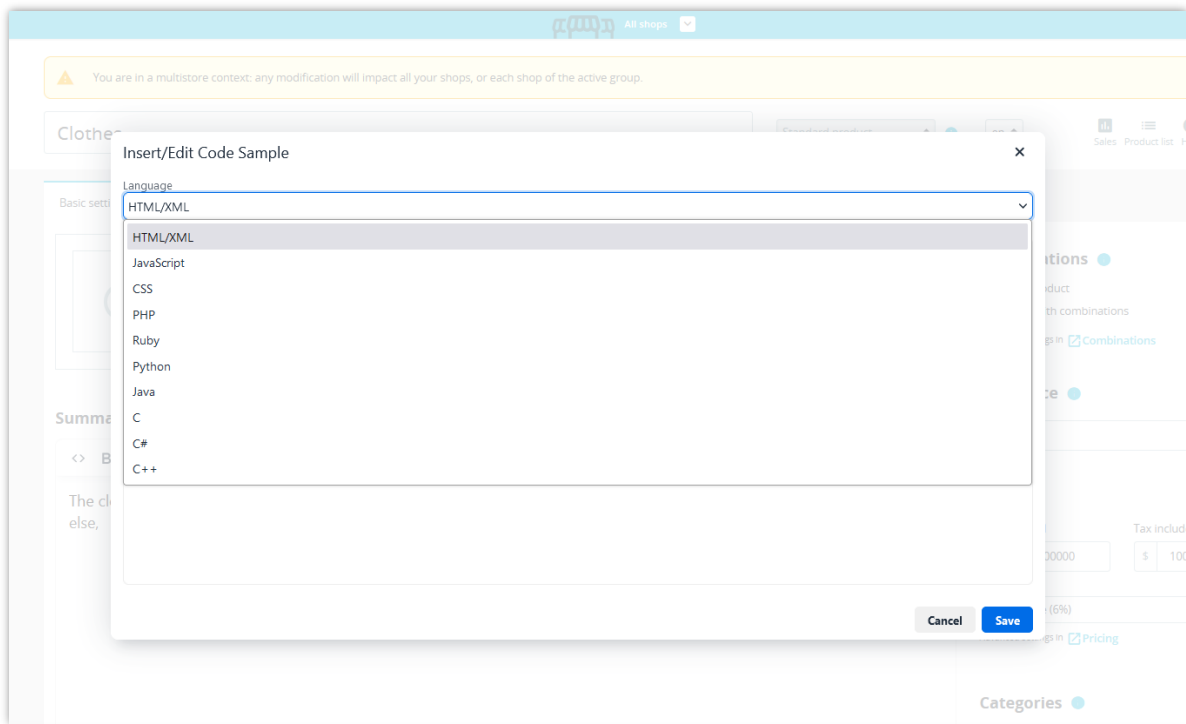 All shops
You are in a multistore context: any modification will impact all your shops, or each shop of the active group.
Clothes
Standard product
Sales
Product list
Insert/Edit Code Sample
Language
HTML/XML
HTML/XML
JavaScript
CSS
PHP
Ruby
Python
Java
C
C#
C++
Cancel
Save
Basic setti
Summa
B
The cl
else,
ations
duct
th combinations
gs in Combinations
ce
Tax includ
00000
$ 100
(6%)
gs in Pricing
Categories